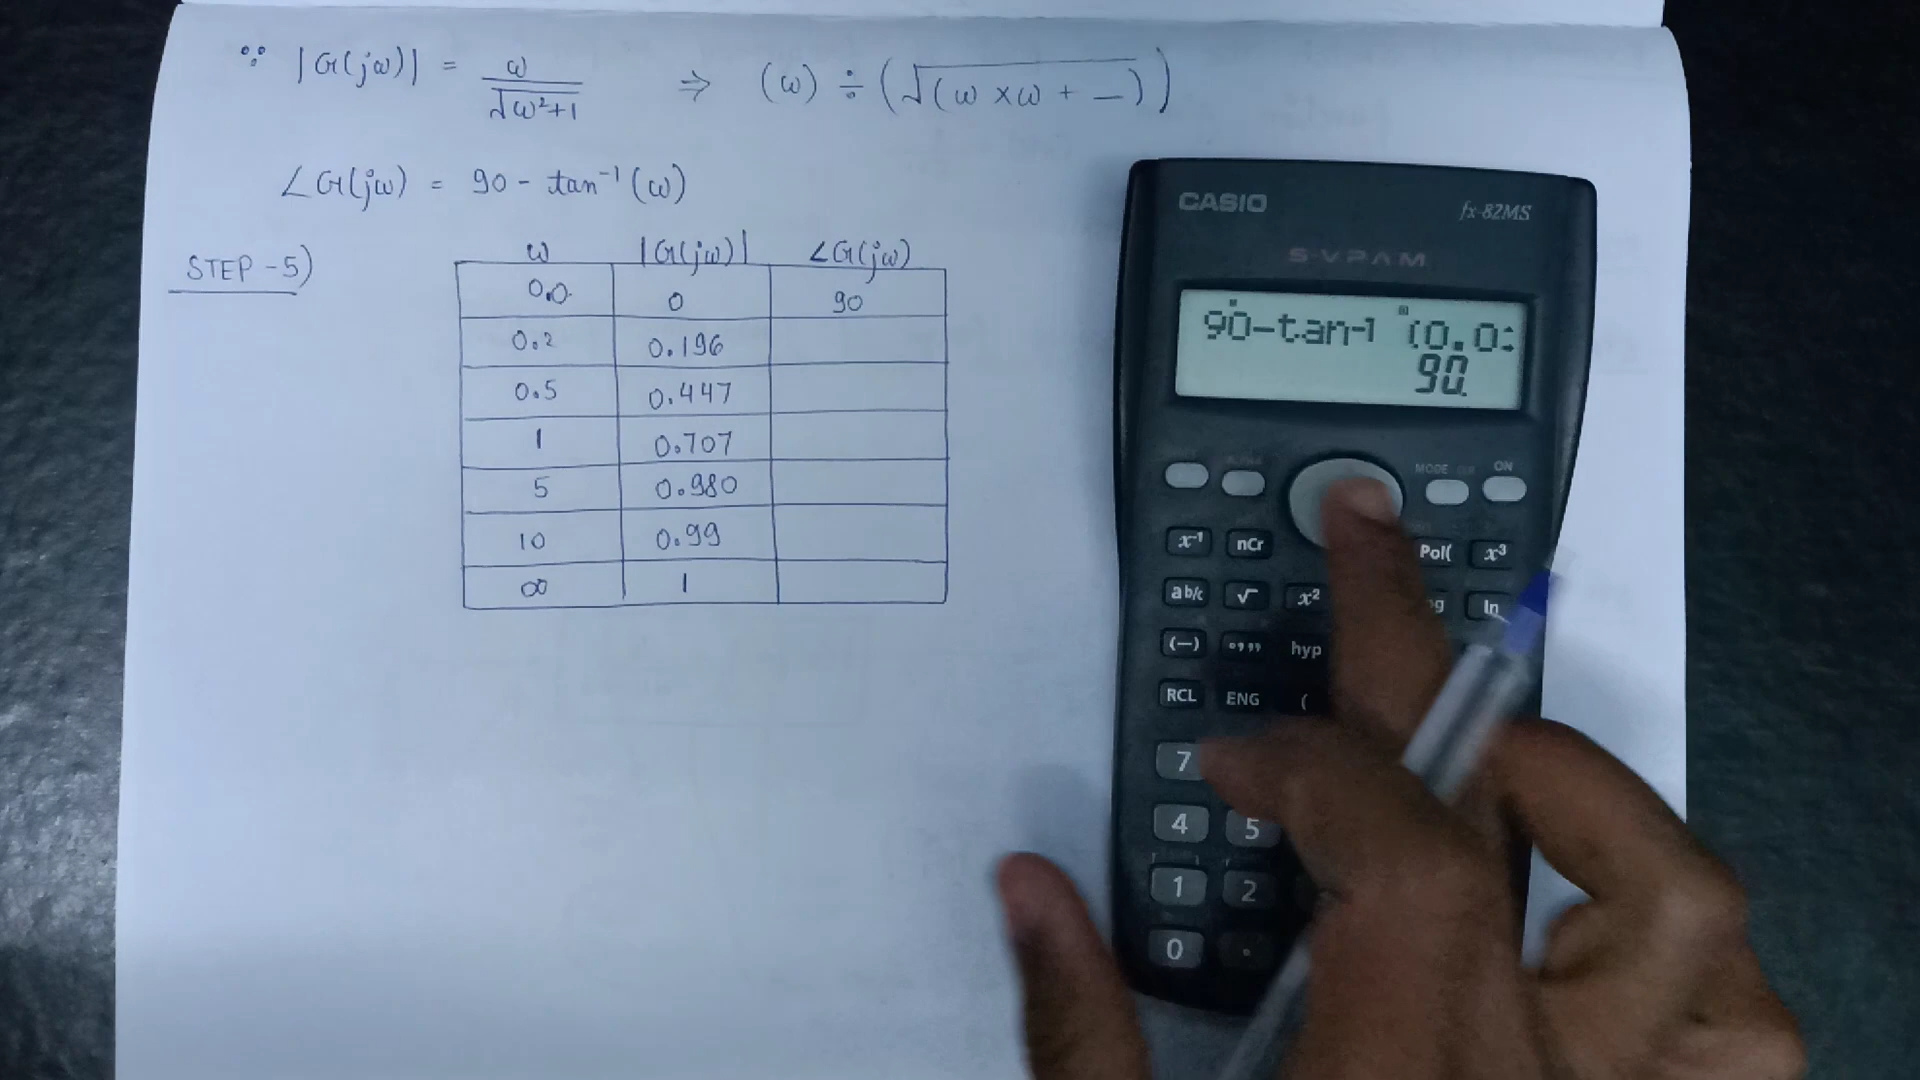 ∵ |G(jω)| = ω / √ω²+1 ⇒ (ω) ÷ (√(ω×ω + _))
∠G(jω) = 90 - tan⁻¹(ω)
STEP-5)
ω |G(jω)| ∠G(jω)
0.0. 0 90
0.2 0.196
0.5 0.447
1 0.707
5 0.980
10 0.99
∞ 1
CASIO
fx-82MS
S-V.P.A.M.
90-tan-1 (0.0
90.
MODE CLR ON
x⁻¹ nCr Pol( x³
ab/c √ x² ln
(−) °,,, hyp
RCL ENG (
7
4 5
1 2
0 .